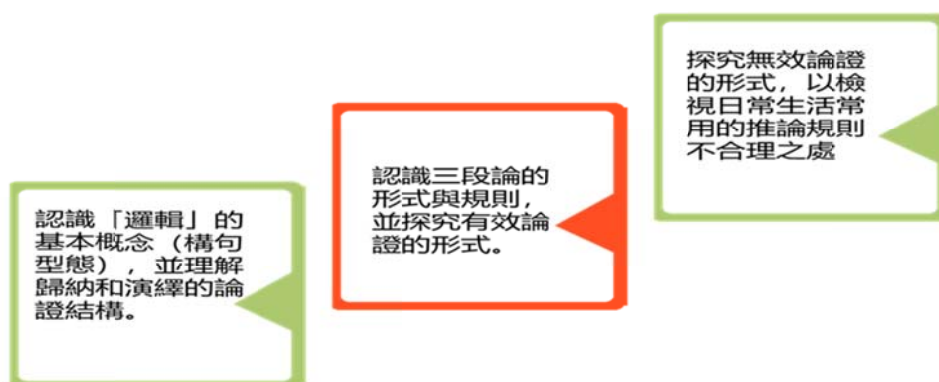 認識「邏輯」的
基本概念（構句
型態），並理解
歸納和演繹的論
證結構。
認識三段論的
形式與規則，
並探究有效論
證的形式。
探究無效論證
的形式，以檢
視日常生活常
用的推論規則
不合理之處